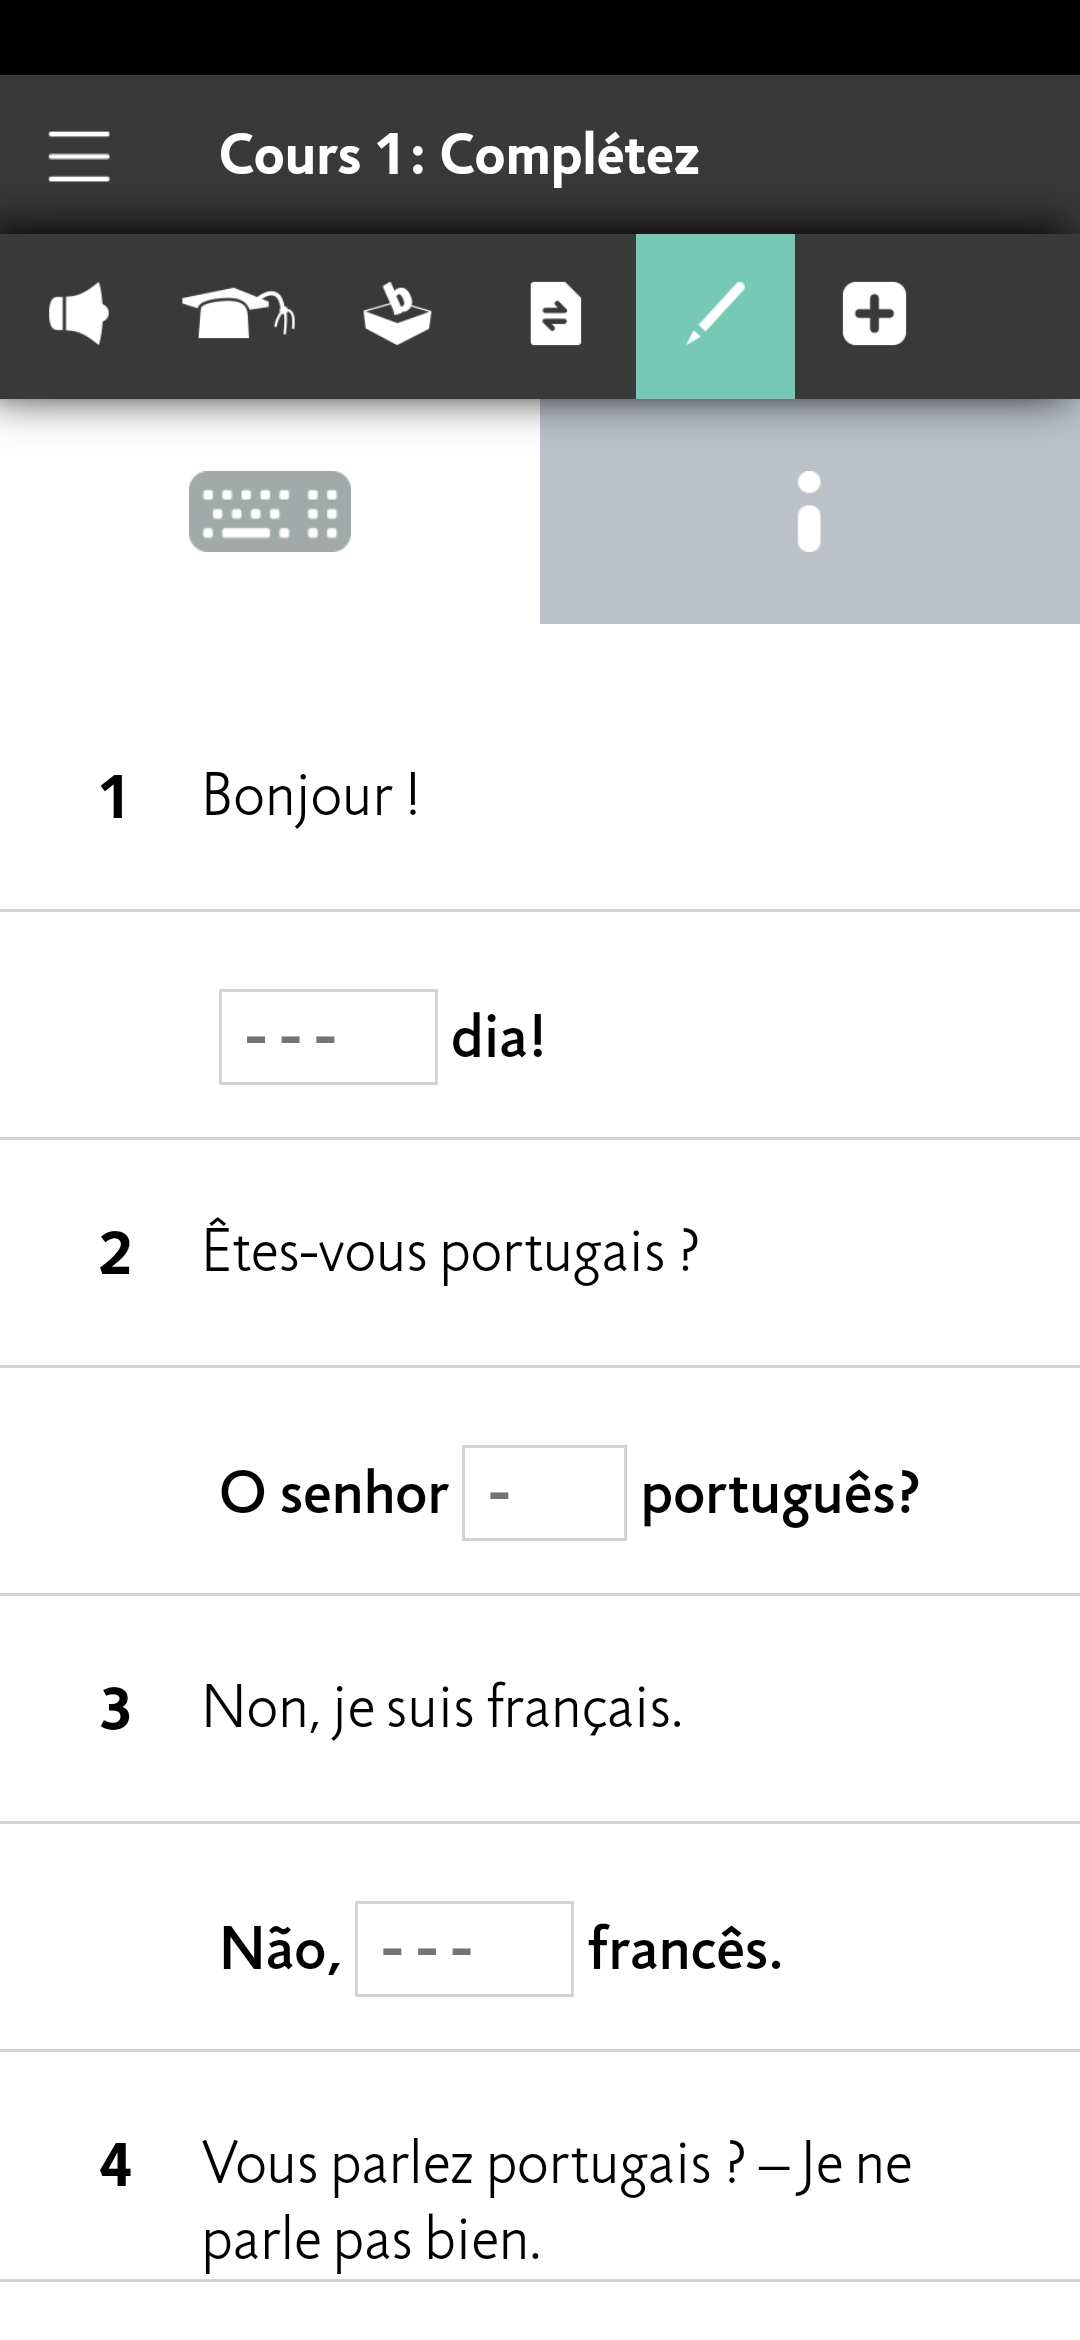 Cours 1: Complétez
1 Bonjour !
--- dia!
2 Êtes-vous portugais ?
O senhor - português?
3 Non, je suis français.
Não, --- francês.
4 Vous parlez portugais ? – Je ne
parle pas bien.